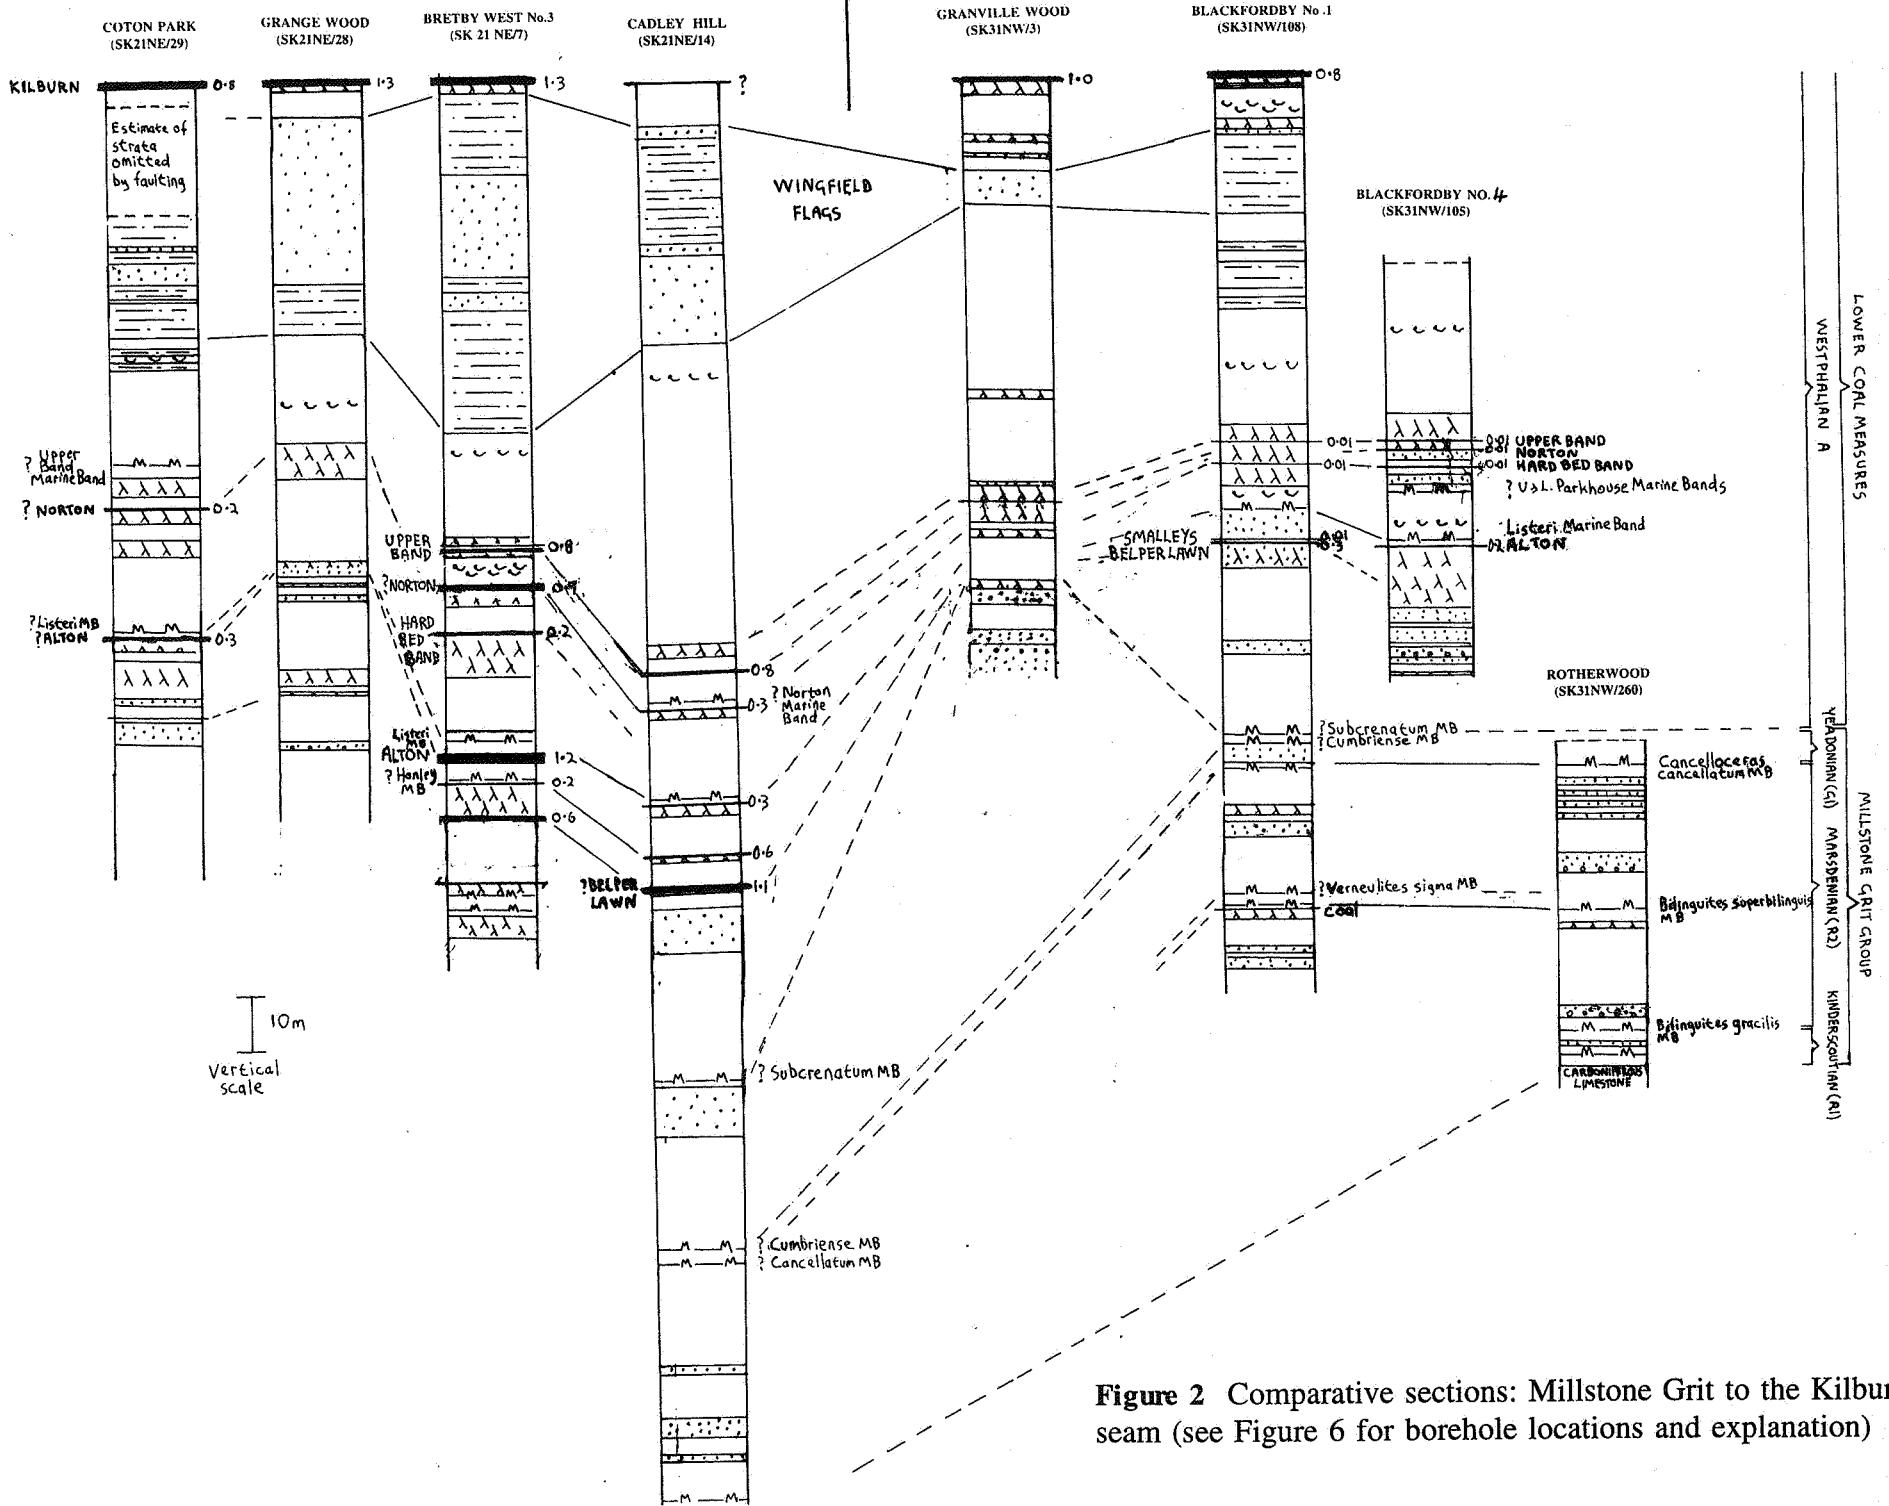 COTON PARK
(SK21NE/29)
GRANGE WOOD
(SK21NE/28)
BRETBY WEST No.3
(SK 21 NE/7)
CADLEY HILL
(SK21NE/14)
GRANVILLE WOOD
(SK31NW/3)
BLACKFORDBY No.1
(SK31NW/108)
KILBURN
0.8
1.3
1.3
?
1.0
0.8
Estimate of
strata
omitted
by faulting
WINGFIELD
FLAGS
BLACKFORDBY NO.4
(SK31NW/105)
? Upper
Band
Marine Band
? NORTON
0.2
? Listeri MB
? ALTON
0.3
UPPER
BAND
0.8
? NORTON
HARD
BED
BAND
0.2
Listeri
MB
ALTON
1.2
? Honley
MB
0.2
0.6
0.8
? Norton
Marine
Band
0.3
0.3
0.6
? BELPER
LAWN
1.1
? Subcrenatum MB
? Cumbriense MB
? Cancellatum MB
0.01
0.01
SMALLEYS
BELPERLAWN
0.01
0.01 UPPER BAND
0.01 NORTON
0.01 HARD BED BAND
? U & L. Parkhouse Marine Bands
Listeri Marine Band
ALTON
ROTHERWOOD
(SK31NW/260)
? Subcrenatum MB
? Cumbriense MB
? Verneulites sigma MB
coal
Cancelloceras
cancellatum MB
Bilinguites superbilinguis
MB
Bilinguites gracilis
MB
CARBONIFEROUS
LIMESTONE
WESTPHALIAN A
LOWER COAL MEASURES
YEADONIAN (G1)
MARSDENIAN (R2)
KINDERSCOUTIAN (R1)
MILLSTONE GRIT GROUP
10m
Vertical
scale
Figure 2 Comparative sections: Millstone Grit to the Kilbur
seam (see Figure 6 for borehole locations and explanation)